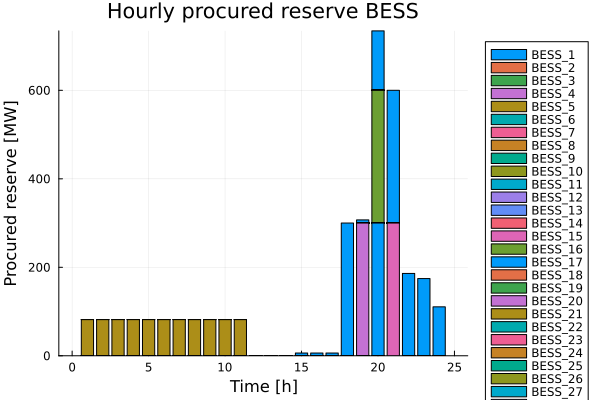 Hourly procured reserve BESS
Procured reserve [MW]
600
400
200
0
0 5 10 15 20 25
Time [h]
BESS_1
BESS_2
BESS_3
BESS_4
BESS_5
BESS_6
BESS_7
BESS_8
BESS_9
BESS_10
BESS_11
BESS_12
BESS_13
BESS_14
BESS_15
BESS_16
BESS_17
BESS_18
BESS_19
BESS_20
BESS_21
BESS_22
BESS_23
BESS_24
BESS_25
BESS_26
BESS_27